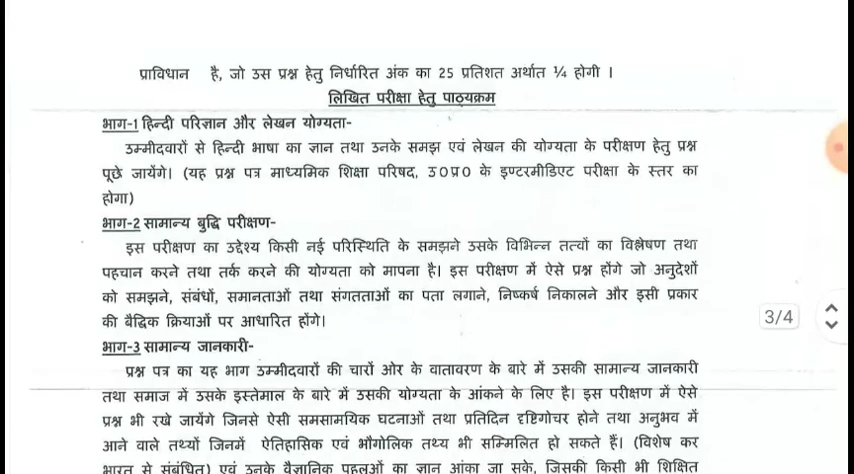 प्राविधान है, जो उस प्रश्न हेतु निर्धारित अंक का 25 प्रतिशत अर्थात ¼ होगी ।
लिखित परीक्षा हेतु पाठ्यक्रम
भाग-1 हिन्दी परिज्ञान और लेखन योग्यता-
उम्मीदवारों से हिन्दी भाषा का ज्ञान तथा उनके समझ एवं लेखन की योग्यता के परीक्षण हेतु प्रश्न
पूछे जायेंगे। (यह प्रश्न पत्र माध्यमिक शिक्षा परिषद, उ0प्र0 के इण्टरमीडिएट परीक्षा के स्तर का
होगा)
भाग-2 सामान्य बुद्धि परीक्षण-
इस परीक्षण का उद्देश्य किसी नई परिस्थिति के समझने उसके विभिन्न तत्वों का विश्लेषण तथा
पहचान करने तथा तर्क करने की योग्यता को मापना है। इस परीक्षण में ऐसे प्रश्न होंगे जो अनुदेशों
को समझने, संबंधों, समानताओं तथा संगतताओं का पता लगाने, निष्कर्ष निकालने और इसी प्रकार
की बैद्धिक क्रियाओं पर आधारित होंगे।
3/4
भाग-3 सामान्य जानकारी-
प्रश्न पत्र का यह भाग उम्मीदवारों की चारों ओर के वातावरण के बारे में उसकी सामान्य जानकारी
तथा समाज में उसके इस्तेमाल के बारे में उसकी योग्यता के आंकने के लिए है। इस परीक्षण में ऐसे
प्रश्न भी रखे जायेंगे जिनसे ऐसी समसामयिक घटनाओं तथा प्रतिदिन दृष्टिगोचर होने तथा अनुभव में
आने वाले तथ्यों जिनमें ऐतिहासिक एवं भौगोलिक तथ्य भी सम्मिलित हो सकते हैं। (विशेष कर
भारत से संबंधित) एवं उनके वैज्ञानिक पहलुओं का ज्ञान आंका जा सके, जिसकी किसी भी शिक्षित